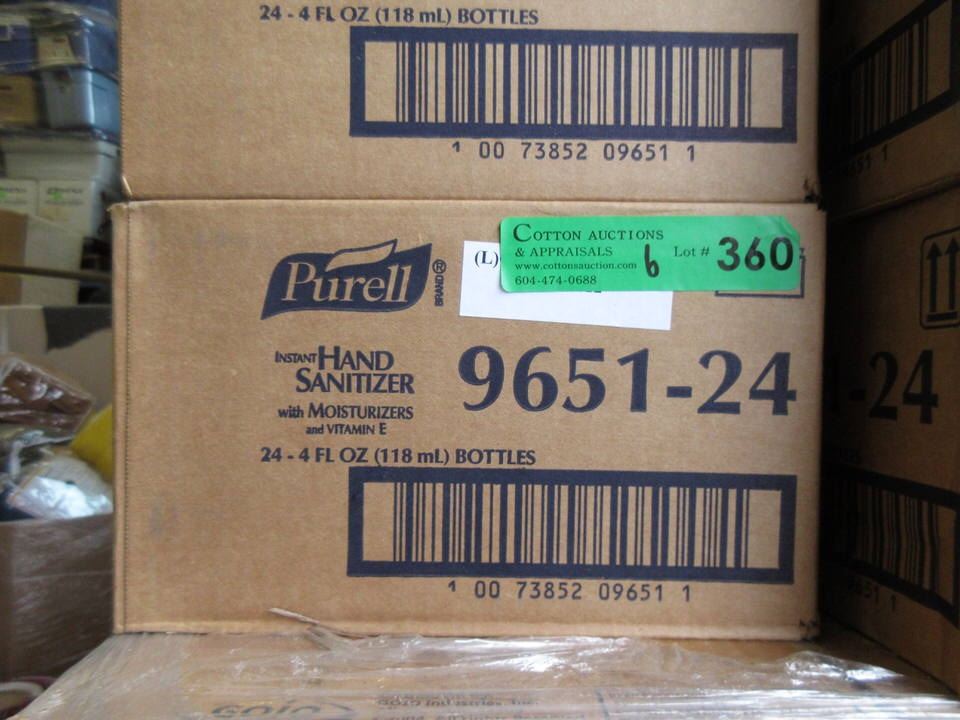 24 - 4 FL OZ (118 mL) BOTTLES
1 00 73852 09651 1
Purell ®
BRAND
(L)
COTTON AUCTIONS
& APPRAISALS
www.cottonsauction.com
604-474-0688
6
Lot # 360
INSTANT HAND
SANITIZER
with MOISTURIZERS
and VITAMIN E
9651-24
24 - 4 FL OZ (118 mL) BOTTLES
1 00 73852 09651 1
-24